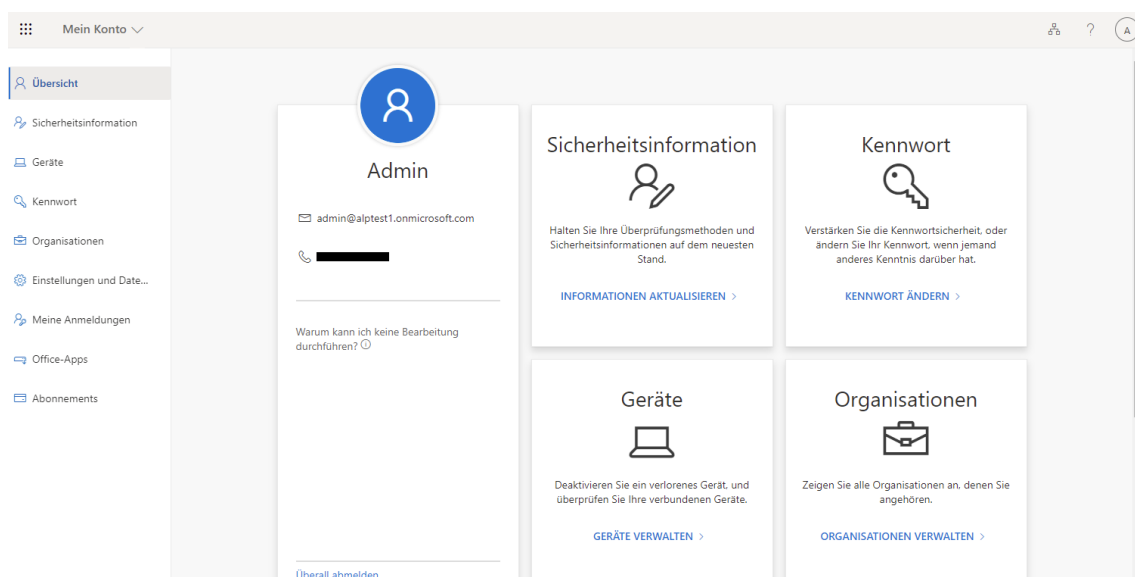 Mein Konto
A
Übersicht
Sicherheitsinformation
Geräte
Kennwort
Organisationen
Einstellungen und Date...
Meine Anmeldungen
Office-Apps
Abonnements
Admin
admin@alptest1.onmicrosoft.com
Warum kann ich keine Bearbeitung
durchführen?
Überall abmelden
Sicherheitsinformation
Halten Sie Ihre Überprüfungsmethoden und
Sicherheitsinformationen auf dem neuesten
Stand.
INFORMATIONEN AKTUALISIEREN
Kennwort
Verstärken Sie die Kennwortsicherheit, oder
ändern Sie Ihr Kennwort, wenn jemand
anderes Kenntnis darüber hat.
KENNWORT ÄNDERN
Geräte
Deaktivieren Sie ein verlorenes Gerät, und
überprüfen Sie Ihre verbundenen Geräte.
GERÄTE VERWALTEN
Organisationen
Zeigen Sie alle Organisationen an, denen Sie
angehören.
ORGANISATIONEN VERWALTEN